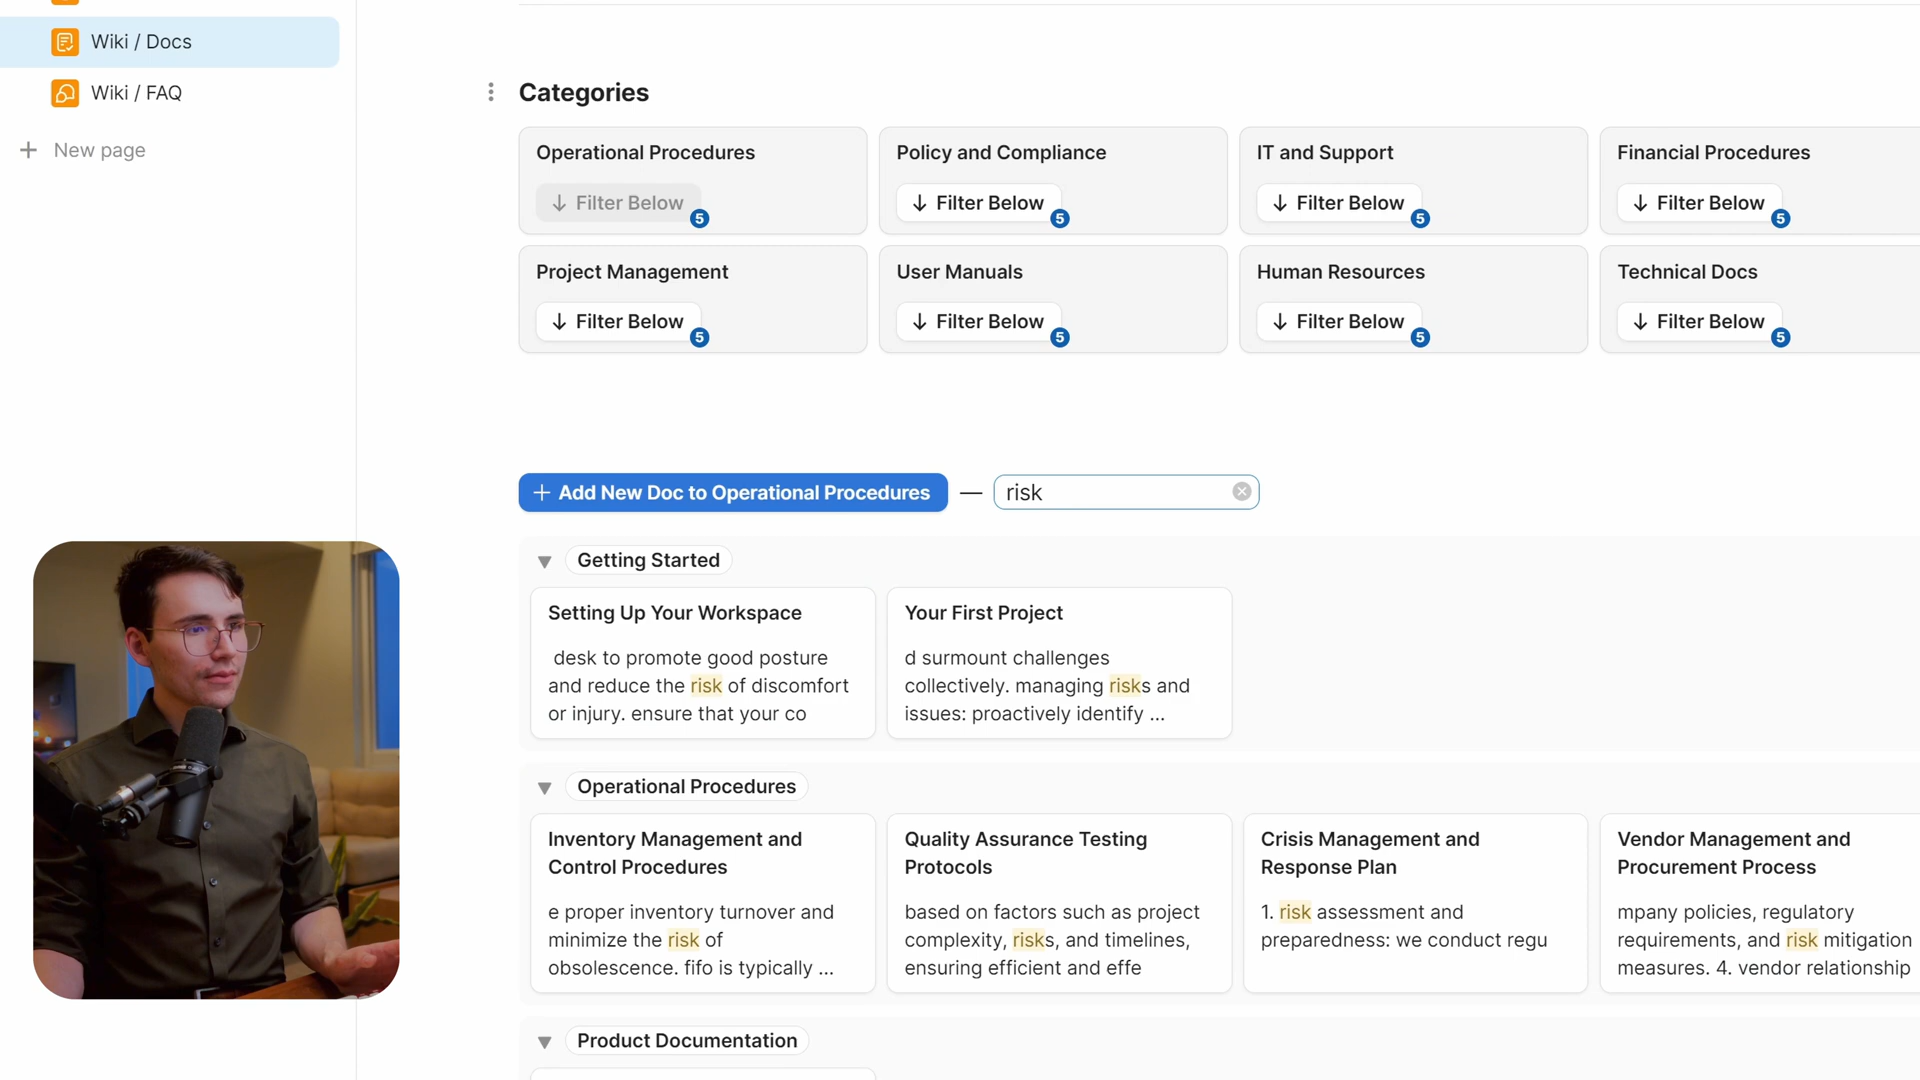 Wiki / Docs
Wiki / FAQ
New page
Categories
Operational Procedures
Filter Below
5
Policy and Compliance
Filter Below
5
IT and Support
Filter Below
5
Financial Procedures
Filter Below
5
Project Management
Filter Below
5
User Manuals
Filter Below
5
Human Resources
Filter Below
5
Technical Docs
Filter Below
5
+ Add New Doc to Operational Procedures — risk
Getting Started
Setting Up Your Workspace
desk to promote good posture
and reduce the risk of discomfort
or injury. ensure that your co
Your First Project
d surmount challenges
collectively. managing risks and
issues: proactively identify ...
Operational Procedures
Inventory Management and
Control Procedures
e proper inventory turnover and
minimize the risk of
obsolescence. fifo is typically ...
Quality Assurance Testing
Protocols
based on factors such as project
complexity, risks, and timelines,
ensuring efficient and effe
Crisis Management and
Response Plan
1. risk assessment and
preparedness: we conduct regu
Vendor Management and
Procurement Process
mpany policies, regulatory
requirements, and risk mitigation
measures. 4. vendor relationship
Product Documentation